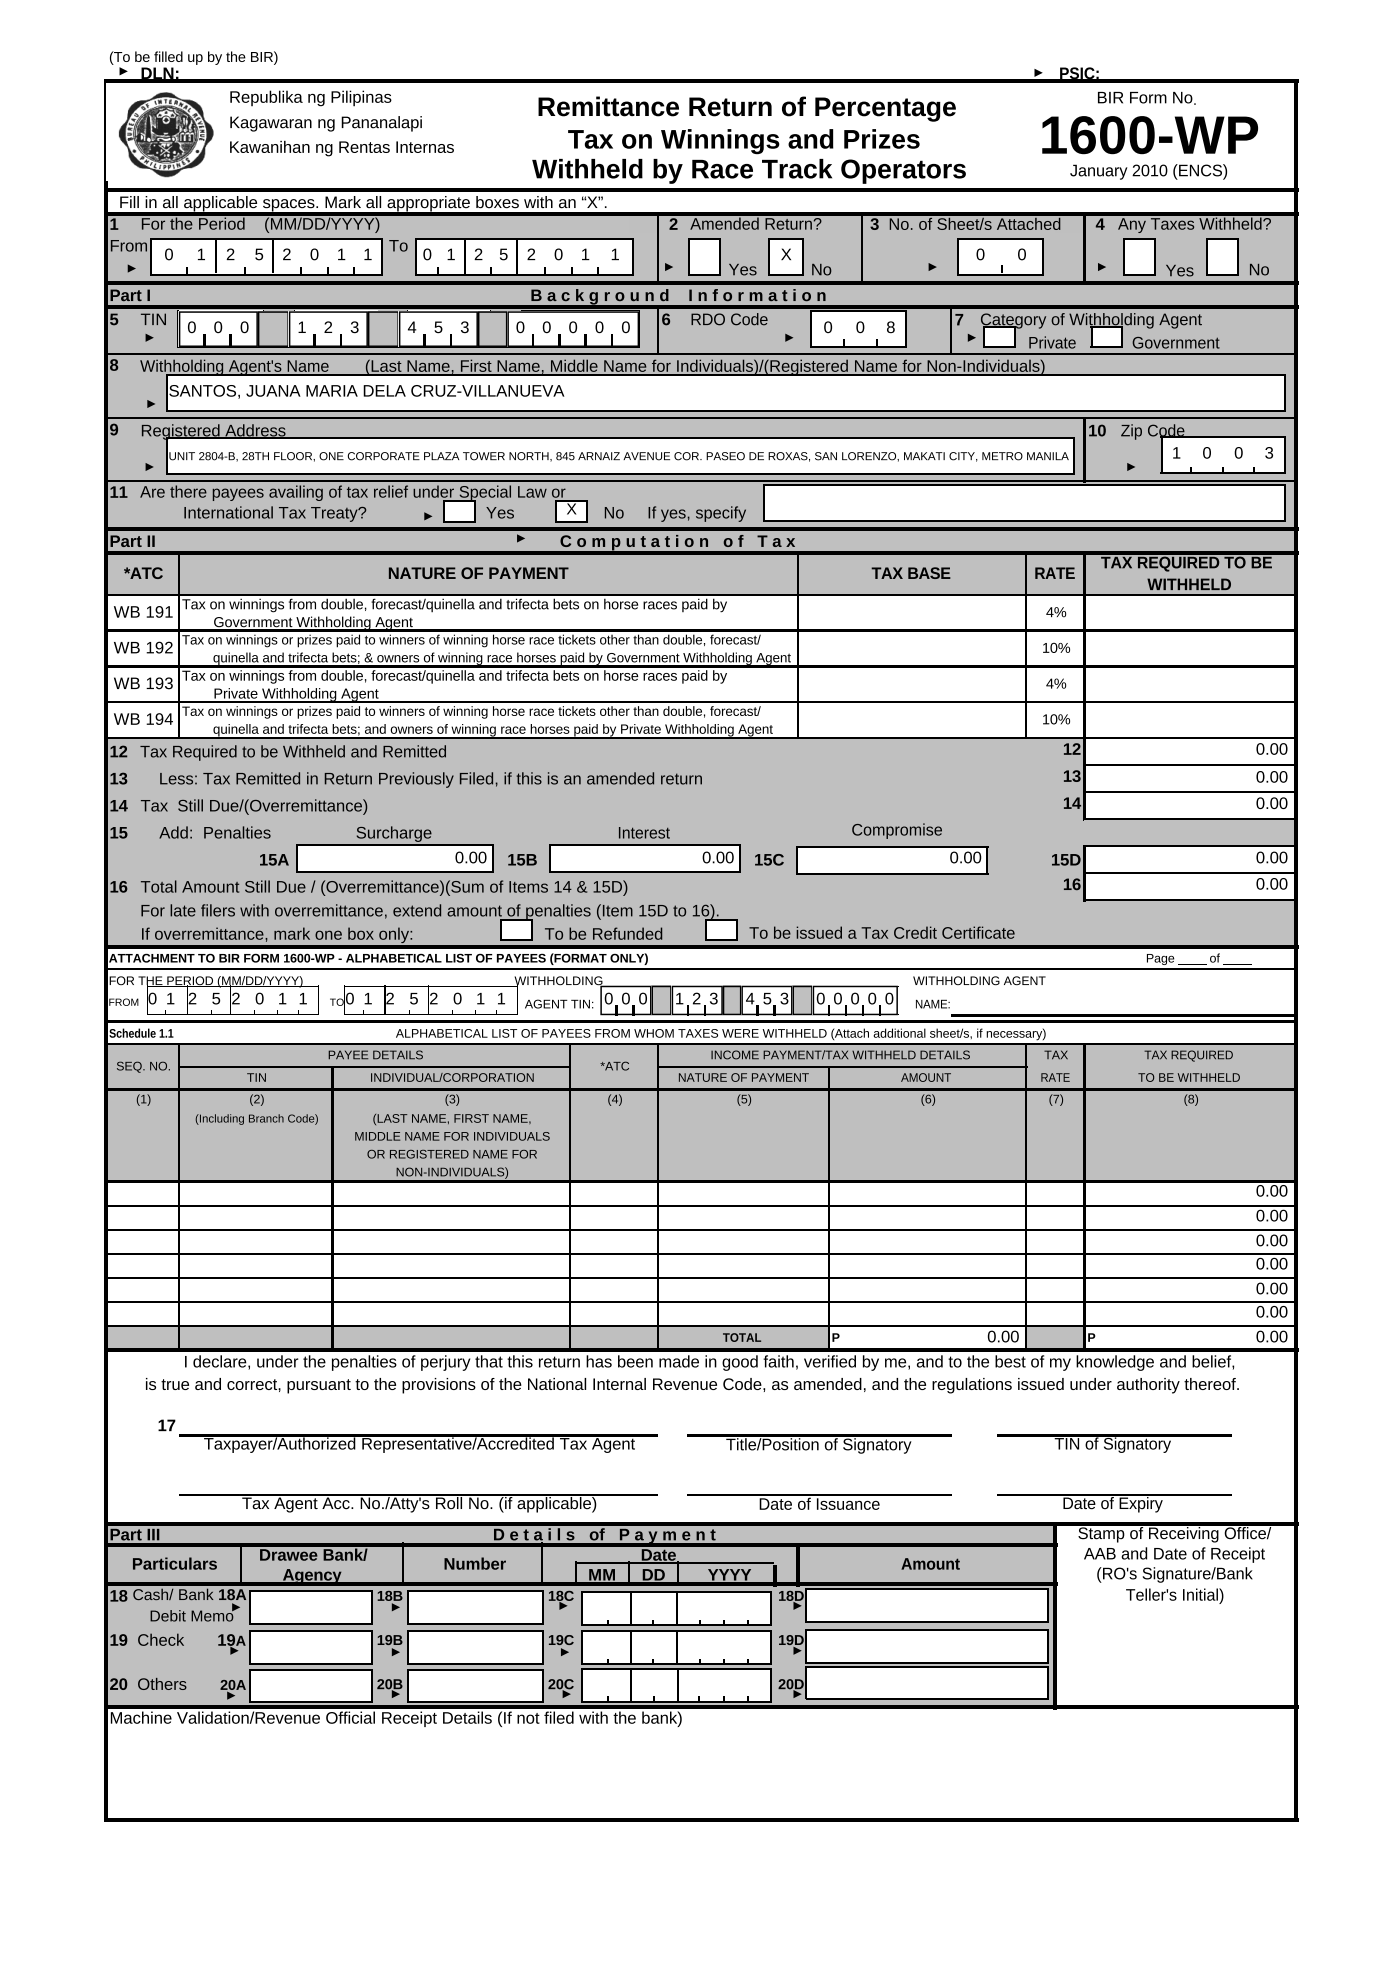 (To be filled up by the BIR)
DLN: PSIC:
Republika ng Pilipinas
Kagawaran ng Pananalapi
Kawanihan ng Rentas Internas
Remittance Return of Percentage
Tax on Winnings and Prizes
Withheld by Race Track Operators
BIR Form No.
1600-WP
January 2010 (ENCS)
BUREAU OF INTERNAL REVENUE
PHILIPPINES
Fill in all applicable spaces. Mark all appropriate boxes with an “X”.
1 For the Period (MM/DD/YYYY) 2 Amended Return? 3 No. of Sheet/s Attached 4 Any Taxes Withheld?
From 0 1 2 5 2 0 1 1 To 0 1 2 5 2 0 1 1 Yes X No 0 0 Yes No
Part I Background Information
5 TIN 0 0 0 1 2 3 4 5 3 0 0 0 0 0 6 RDO Code 0 0 8 7 Category of Withholding Agent
Private Government
8 Withholding Agent's Name (Last Name, First Name, Middle Name for Individuals)/(Registered Name for Non-Individuals)
SANTOS, JUANA MARIA DELA CRUZ-VILLANUEVA
9 Registered Address 10 Zip Code
UNIT 2804-B, 28TH FLOOR, ONE CORPORATE PLAZA TOWER NORTH, 845 ARNAIZ AVENUE COR. PASEO DE ROXAS, SAN LORENZO, MAKATI CITY, METRO MANILA 1 0 0 3
11 Are there payees availing of tax relief under Special Law or
International Tax Treaty? Yes X No If yes, specify
Part II Computation of Tax
*ATC NATURE OF PAYMENT TAX BASE RATE TAX REQUIRED TO BE WITHHELD
WB 191 Tax on winnings from double, forecast/quinella and trifecta bets on horse races paid by 4%
Government Withholding Agent
WB 192 Tax on winnings or prizes paid to winners of winning horse race tickets other than double, forecast/ 10%
quinella and trifecta bets; & owners of winning race horses paid by Government Withholding Agent
WB 193 Tax on winnings from double, forecast/quinella and trifecta bets on horse races paid by 4%
Private Withholding Agent
WB 194 Tax on winnings or prizes paid to winners of winning horse race tickets other than double, forecast/ 10%
quinella and trifecta bets; and owners of winning race horses paid by Private Withholding Agent
12 Tax Required to be Withheld and Remitted 12 0.00
13 Less: Tax Remitted in Return Previously Filed, if this is an amended return 13 0.00
14 Tax Still Due/(Overremittance) 14 0.00
15 Add: Penalties Surcharge Interest Compromise
15A 0.00 15B 0.00 15C 0.00 15D 0.00
16 Total Amount Still Due / (Overremittance)(Sum of Items 14 & 15D) 16 0.00
For late filers with overremittance, extend amount of penalties (Item 15D to 16).
If overremittance, mark one box only: To be Refunded To be issued a Tax Credit Certificate
ATTACHMENT TO BIR FORM 1600-WP - ALPHABETICAL LIST OF PAYEES (FORMAT ONLY) Page ____ of ____
FOR THE PERIOD (MM/DD/YYYY) WITHHOLDING WITHHOLDING AGENT
FROM 0 1 2 5 2 0 1 1 TO 0 1 2 5 2 0 1 1 AGENT TIN: 0 0 0 1 2 3 4 5 3 0 0 0 0 0 NAME:
Schedule 1.1 ALPHABETICAL LIST OF PAYEES FROM WHOM TAXES WERE WITHHELD (Attach additional sheet/s, if necessary)
SEQ. NO. PAYEE DETAILS *ATC INCOME PAYMENT/TAX WITHHELD DETAILS TAX TAX REQUIRED
TIN INDIVIDUAL/CORPORATION NATURE OF PAYMENT AMOUNT RATE TO BE WITHHELD
(1) (2) (3) (4) (5) (6) (7) (8)
(Including Branch Code) (LAST NAME, FIRST NAME,
MIDDLE NAME FOR INDIVIDUALS
OR REGISTERED NAME FOR
NON-INDIVIDUALS)
0.00
0.00
0.00
0.00
0.00
0.00
TOTAL P 0.00 P 0.00
I declare, under the penalties of perjury that this return has been made in good faith, verified by me, and to the best of my knowledge and belief,
is true and correct, pursuant to the provisions of the National Internal Revenue Code, as amended, and the regulations issued under authority thereof.
17
Taxpayer/Authorized Representative/Accredited Tax Agent Title/Position of Signatory TIN of Signatory
Tax Agent Acc. No./Atty's Roll No. (if applicable) Date of Issuance Date of Expiry
Part III Details of Payment
Particulars Drawee Bank/ Agency Number Date MM DD YYYY Amount
Stamp of Receiving Office/
AAB and Date of Receipt
(RO's Signature/Bank
Teller's Initial)
18 Cash/ Bank 18A 18B 18C 18D
Debit Memo
19 Check 19A 19B 19C 19D
20 Others 20A 20B 20C 20D
Machine Validation/Revenue Official Receipt Details (If not filed with the bank)